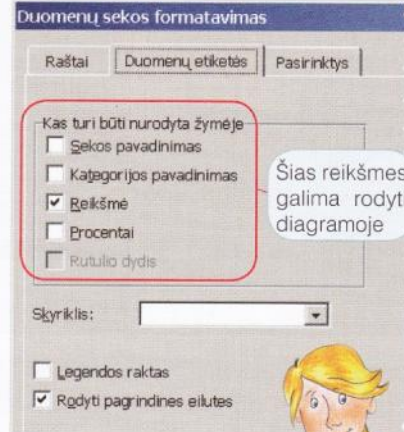 Duomenų sekos formatavimas
Raštai Duomenų etiketės Pasirinktys
Kas turi būti nurodyta žymėje
Sekos pavadinimas
Kategorijos pavadinimas
Reikšmė
Procentai
Rutulio dydis
Šias reikšmes
galima rodyti
diagramoje
Skyriklis:
Legendos raktas
Rodyti pagrindines eilutes